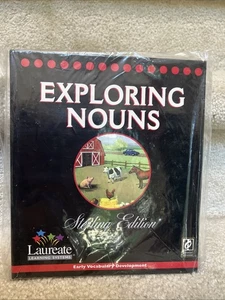 EXPLORING
NOUNS
Sterling Edition
Laureate
LEARNING SYSTEMS
Early Vocabulary Development